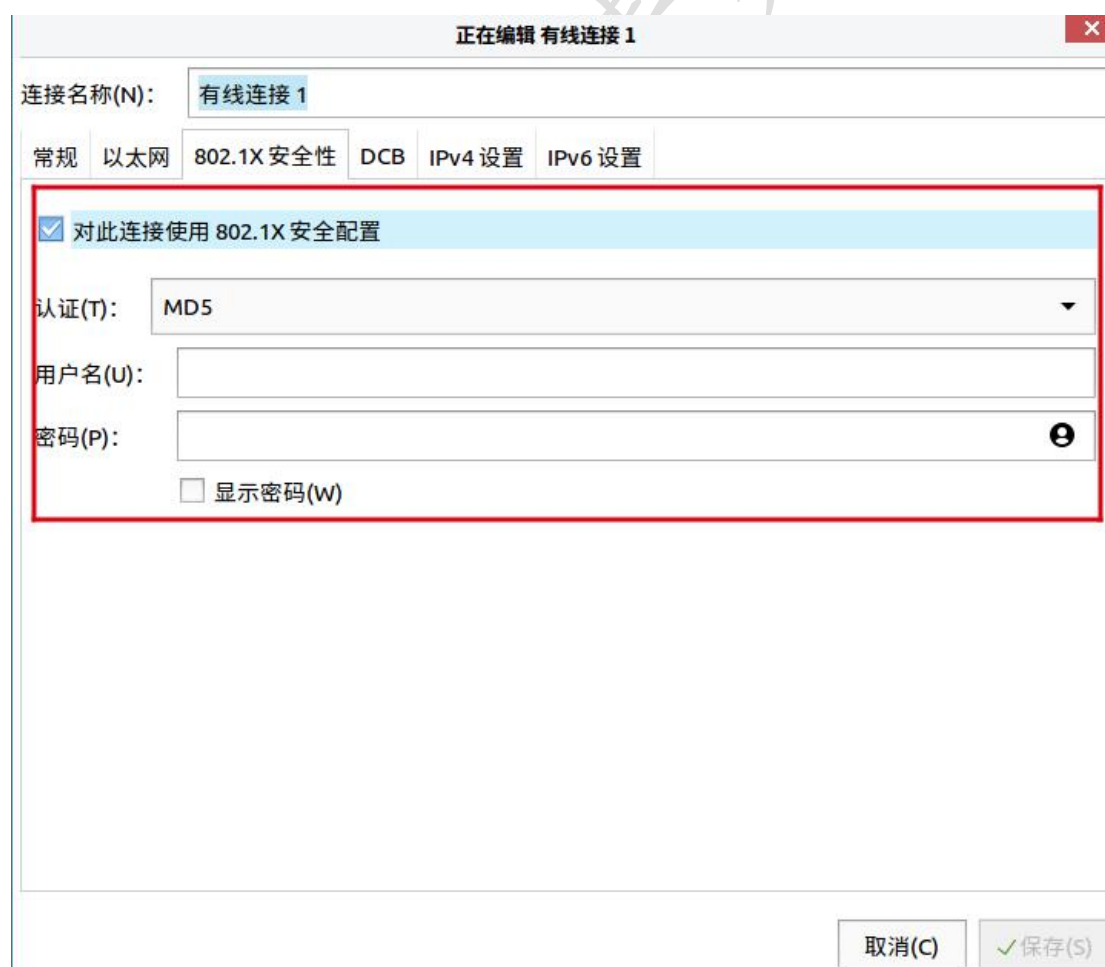 正在编辑 有线连接 1
连接名称(N)： 有线连接 1
常规 以太网 802.1X 安全性 DCB IPv4 设置 IPv6 设置
对此连接使用 802.1X 安全配置
认证(T)： MD5
用户名(U)：
密码(P)：
显示密码(W)
取消(C) 保存(S)